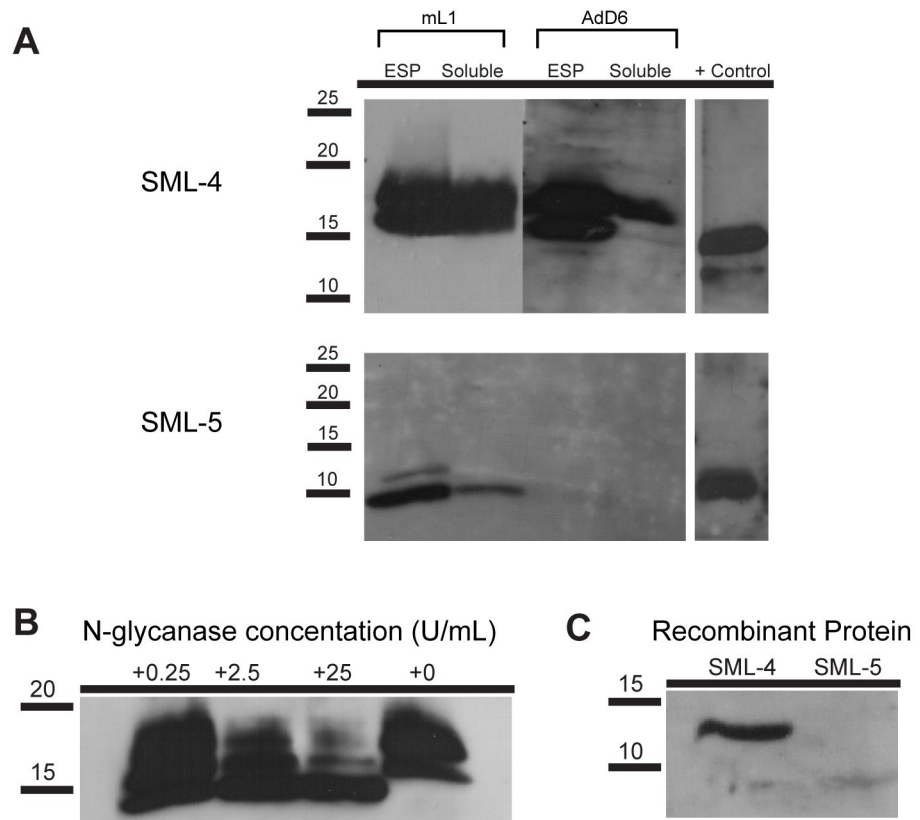 A
mL1 AdD6
ESP Soluble ESP Soluble + Control
SML-4
25
20
15
10
SML-5
25
20
15
10
B
N-glycanase concentation (U/mL)
+0.25 +2.5 +25 +0
20
15
C
Recombinant Protein
SML-4 SML-5
15
10